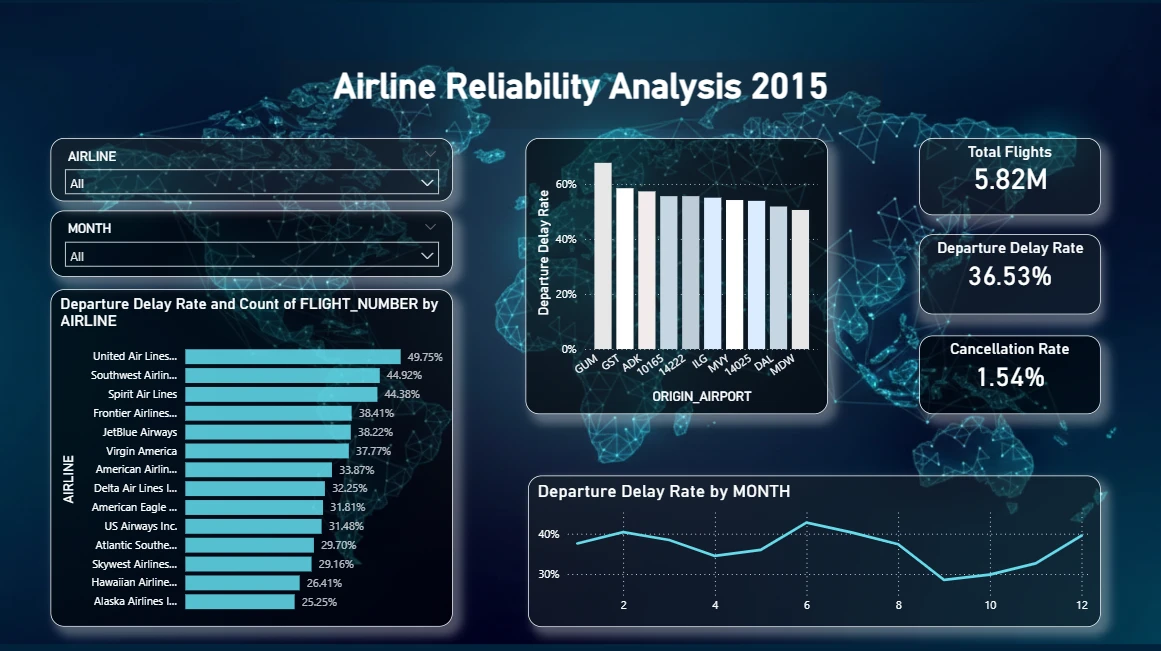 Airline Reliability Analysis 2015
AIRLINE
All
MONTH
All
Departure Delay Rate and Count of FLIGHT_NUMBER by
AIRLINE
AIRLINE
United Air Lines... 49.75%
Southwest Airlin... 44.92%
Spirit Air Lines 44.38%
Frontier Airlines... 38.41%
JetBlue Airways 38.22%
Virgin America 37.77%
American Airlin... 33.87%
Delta Air Lines I... 32.25%
American Eagle ... 31.81%
US Airways Inc. 31.48%
Atlantic Southe... 29.70%
Skywest Airlines... 29.16%
Hawaiian Airline... 26.41%
Alaska Airlines I... 25.25%
Departure Delay Rate
60%
40%
20%
0%
GUM GST ADK 10165 14222 ILG MVY 14025 DAL MDW
ORIGIN_AIRPORT
Total Flights
5.82M
Departure Delay Rate
36.53%
Cancellation Rate
1.54%
Departure Delay Rate by MONTH
40%
30%
2 4 6 8 10 12